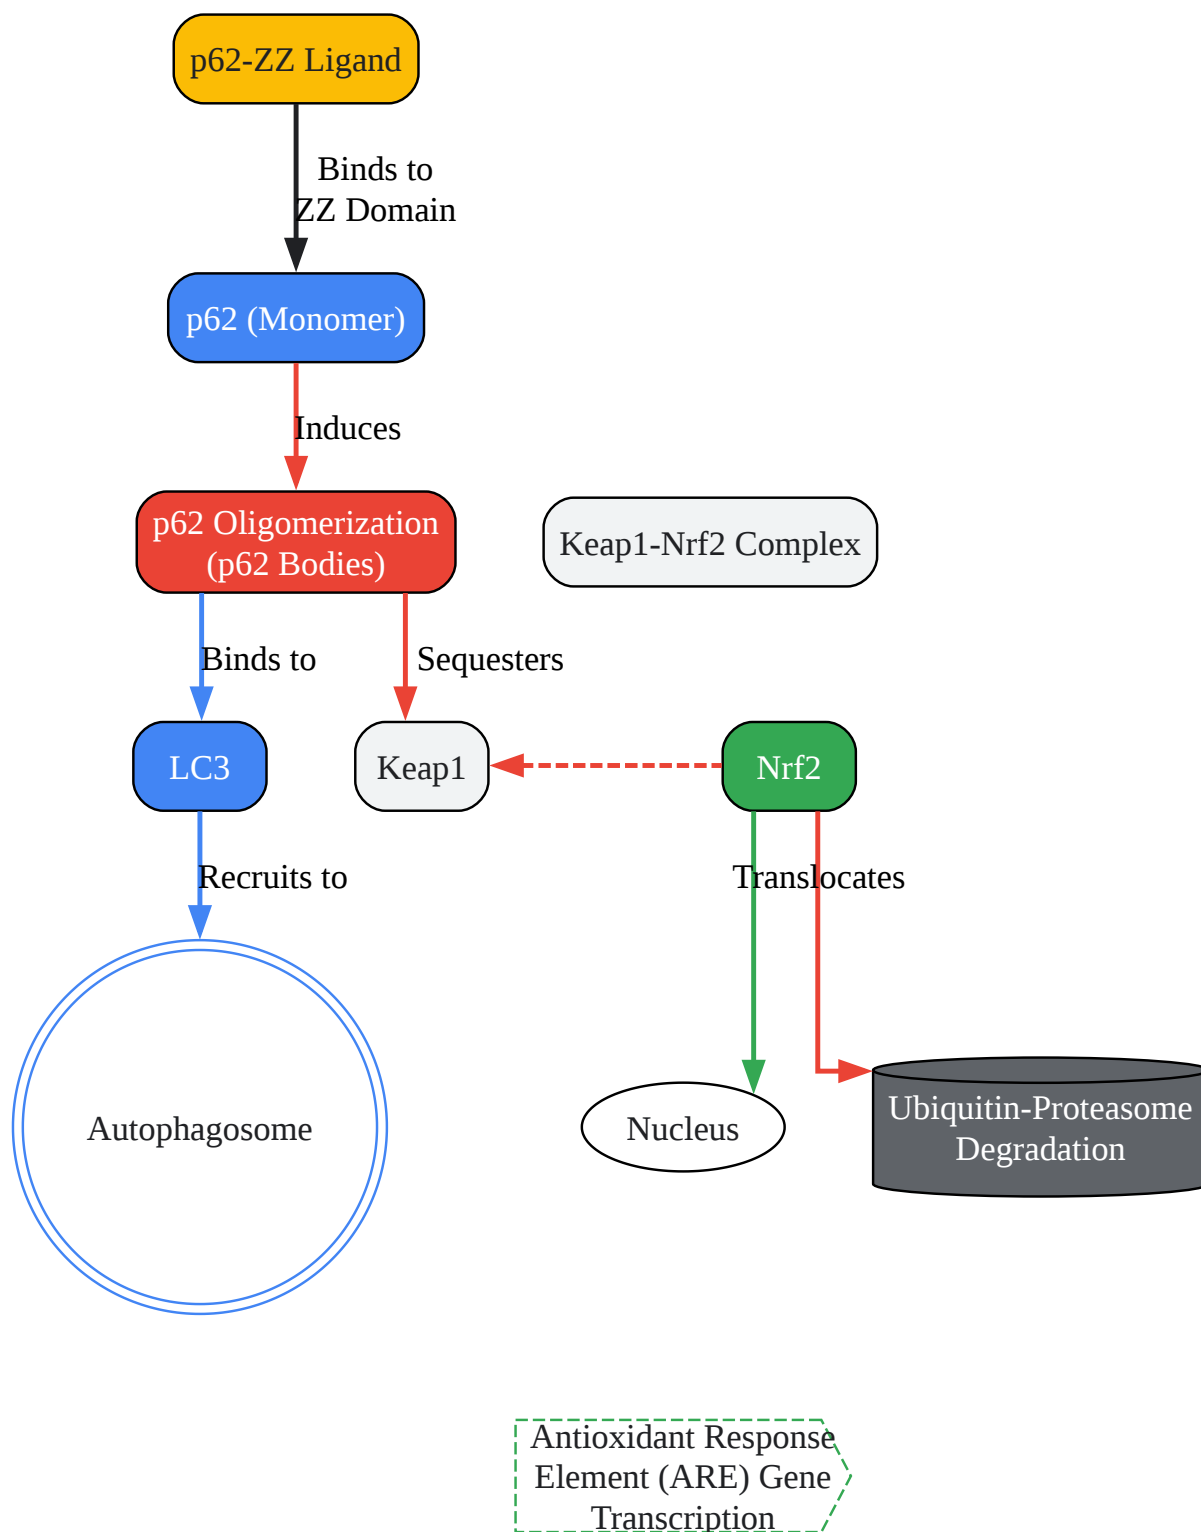 p62-ZZ Ligand
Binds to
ZZ Domain
p62 (Monomer)
Induces
p62 Oligomerization
(p62 Bodies)
Keap1-Nrf2 Complex
Binds to
Sequesters
LC3
Keap1
Nrf2
Recruits to
Translocates
Autophagosome
Nucleus
Ubiquitin-Proteasome
Degradation
Antioxidant Response
Element (ARE) Gene
Transcription